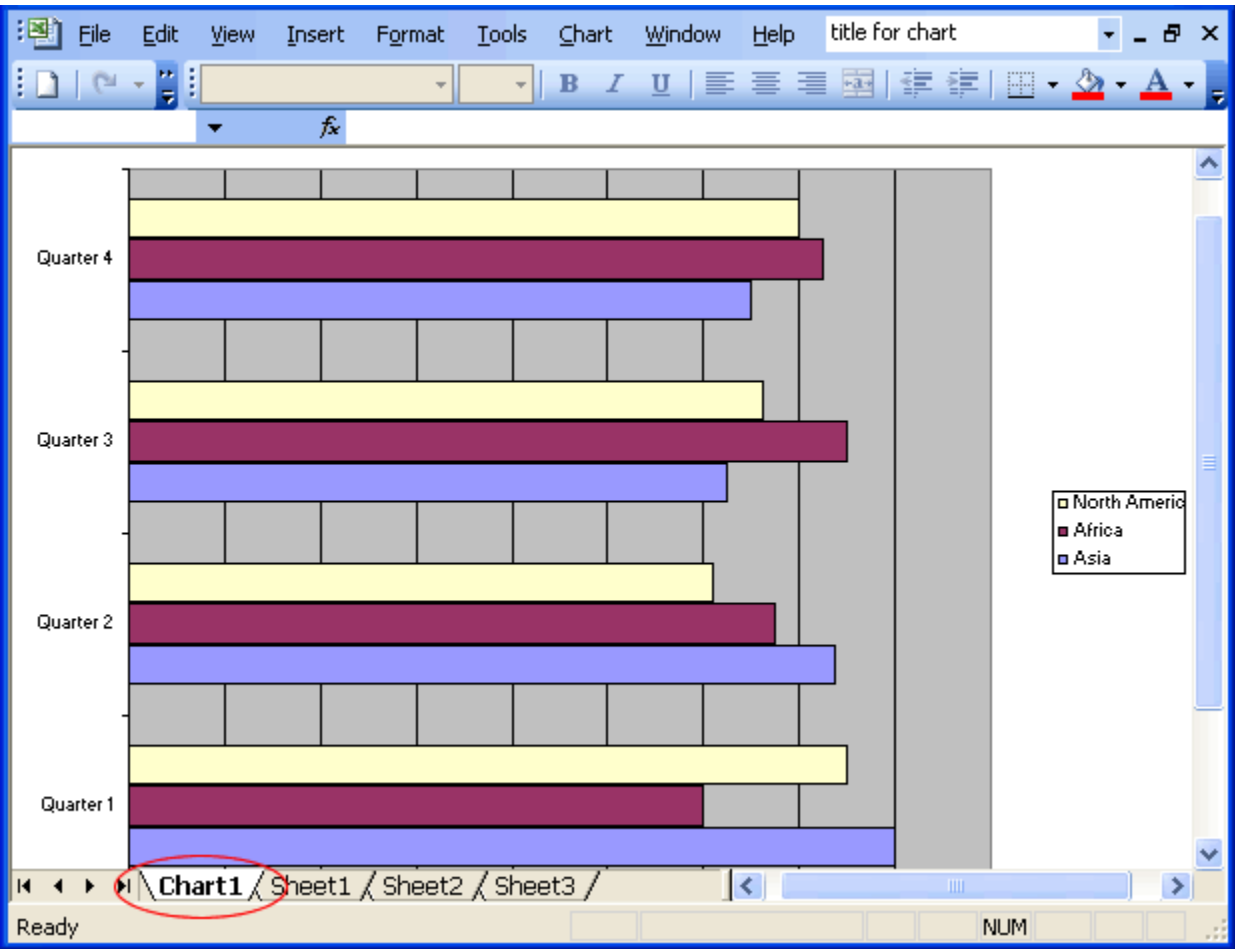 File Edit View Insert Format Tools Chart Window Help title for chart
B I U A
fx
Quarter 4
Quarter 3
North Americ
Africa
Asia
Quarter 2
Quarter 1
Chart1 Sheet1 Sheet2 Sheet3
Ready NUM